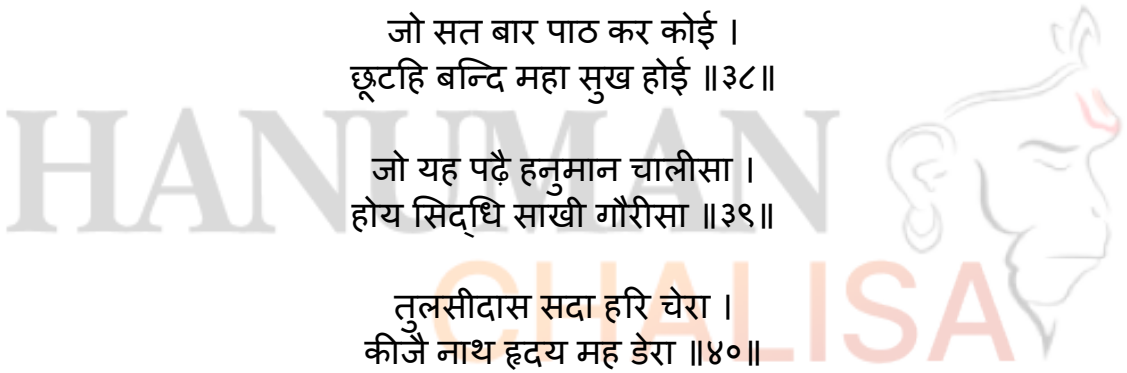 जो सत बार पाठ कर कोई ।
छूटहि बन्दि महा सुख होई ॥३८॥
जो यह पढ़ै हनुमान चालीसा ।
होय सिद्‌धि साखी गौरीसा ॥३९॥
तुलसीदास सदा हरि चेरा ।
कीजै नाथ हृदय मह डेरा ॥४०॥
HANUMAN
CHALISA